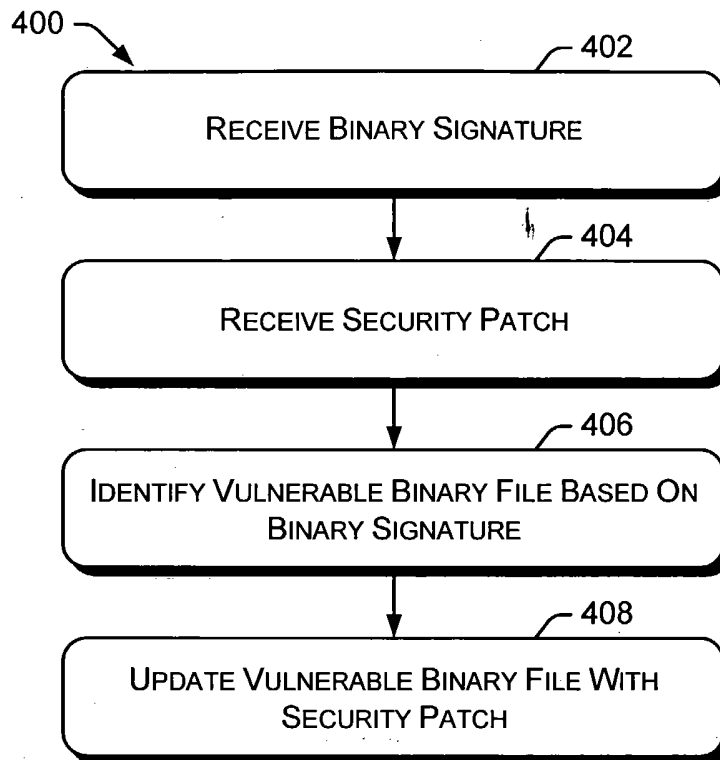 400
402
RECEIVE BINARY SIGNATURE
404
RECEIVE SECURITY PATCH
406
IDENTIFY VULNERABLE BINARY FILE BASED ON
BINARY SIGNATURE
408
UPDATE VULNERABLE BINARY FILE WITH
SECURITY PATCH